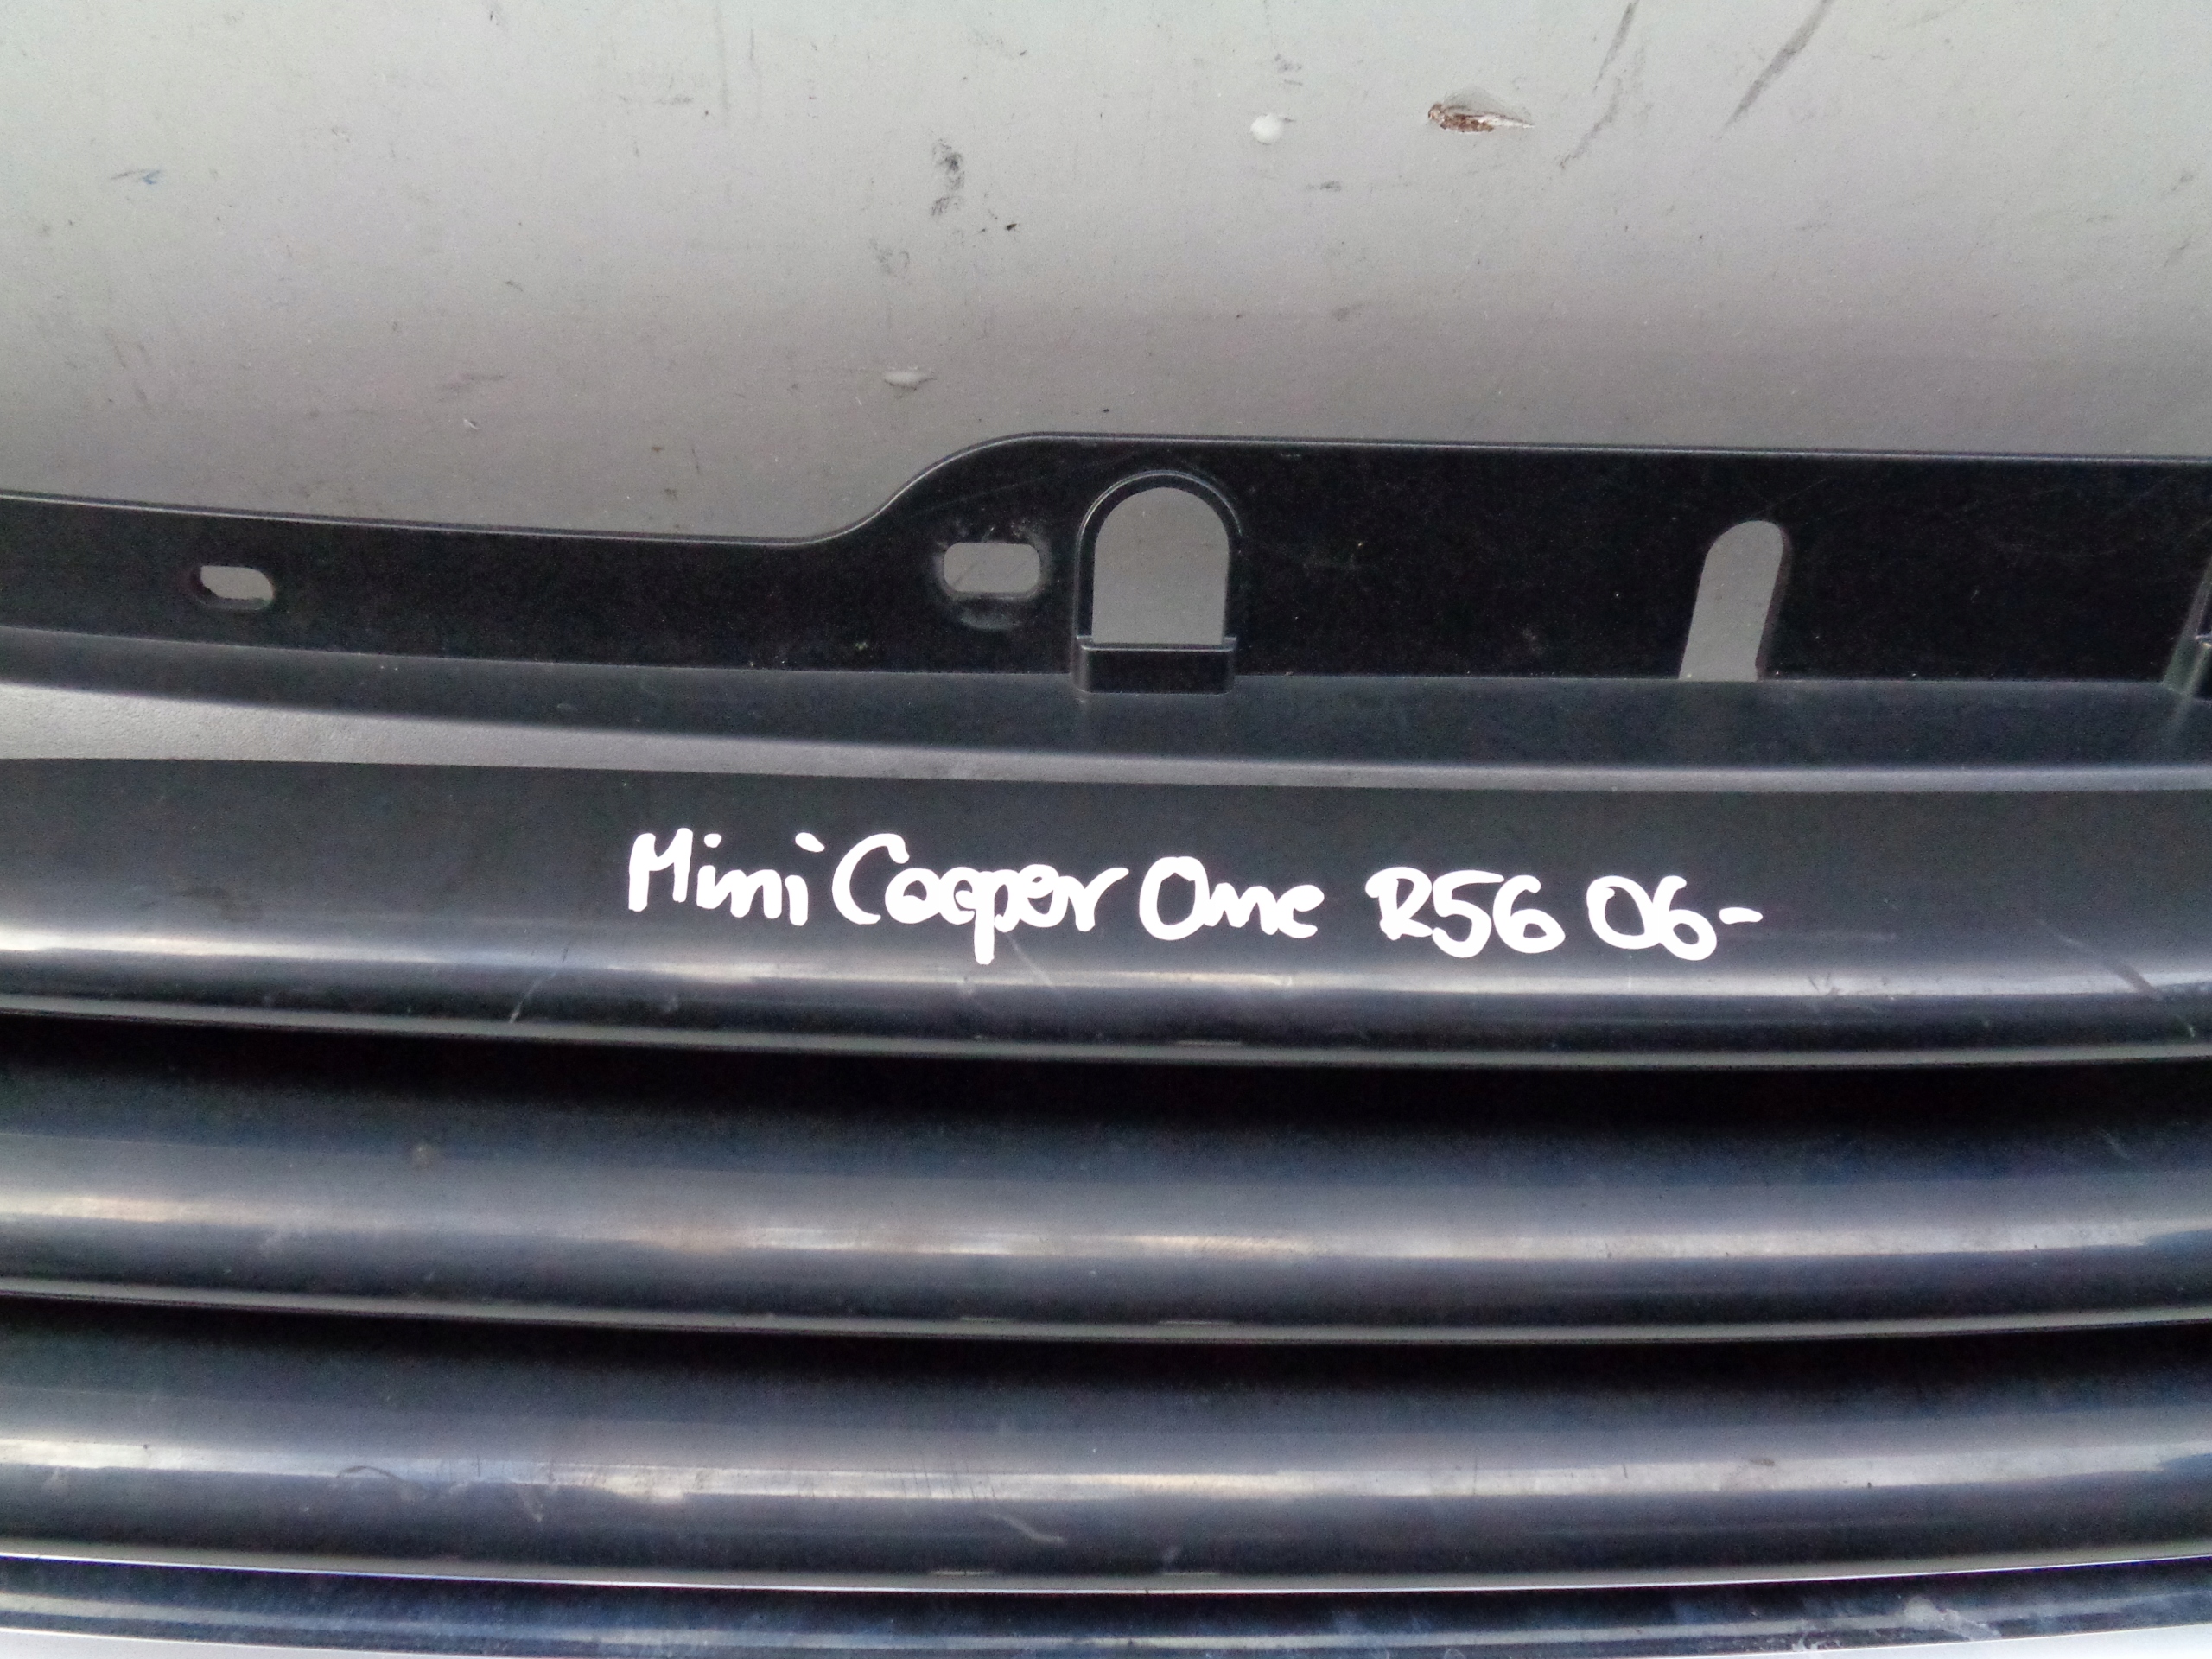 Mini Cooper One R56 06-